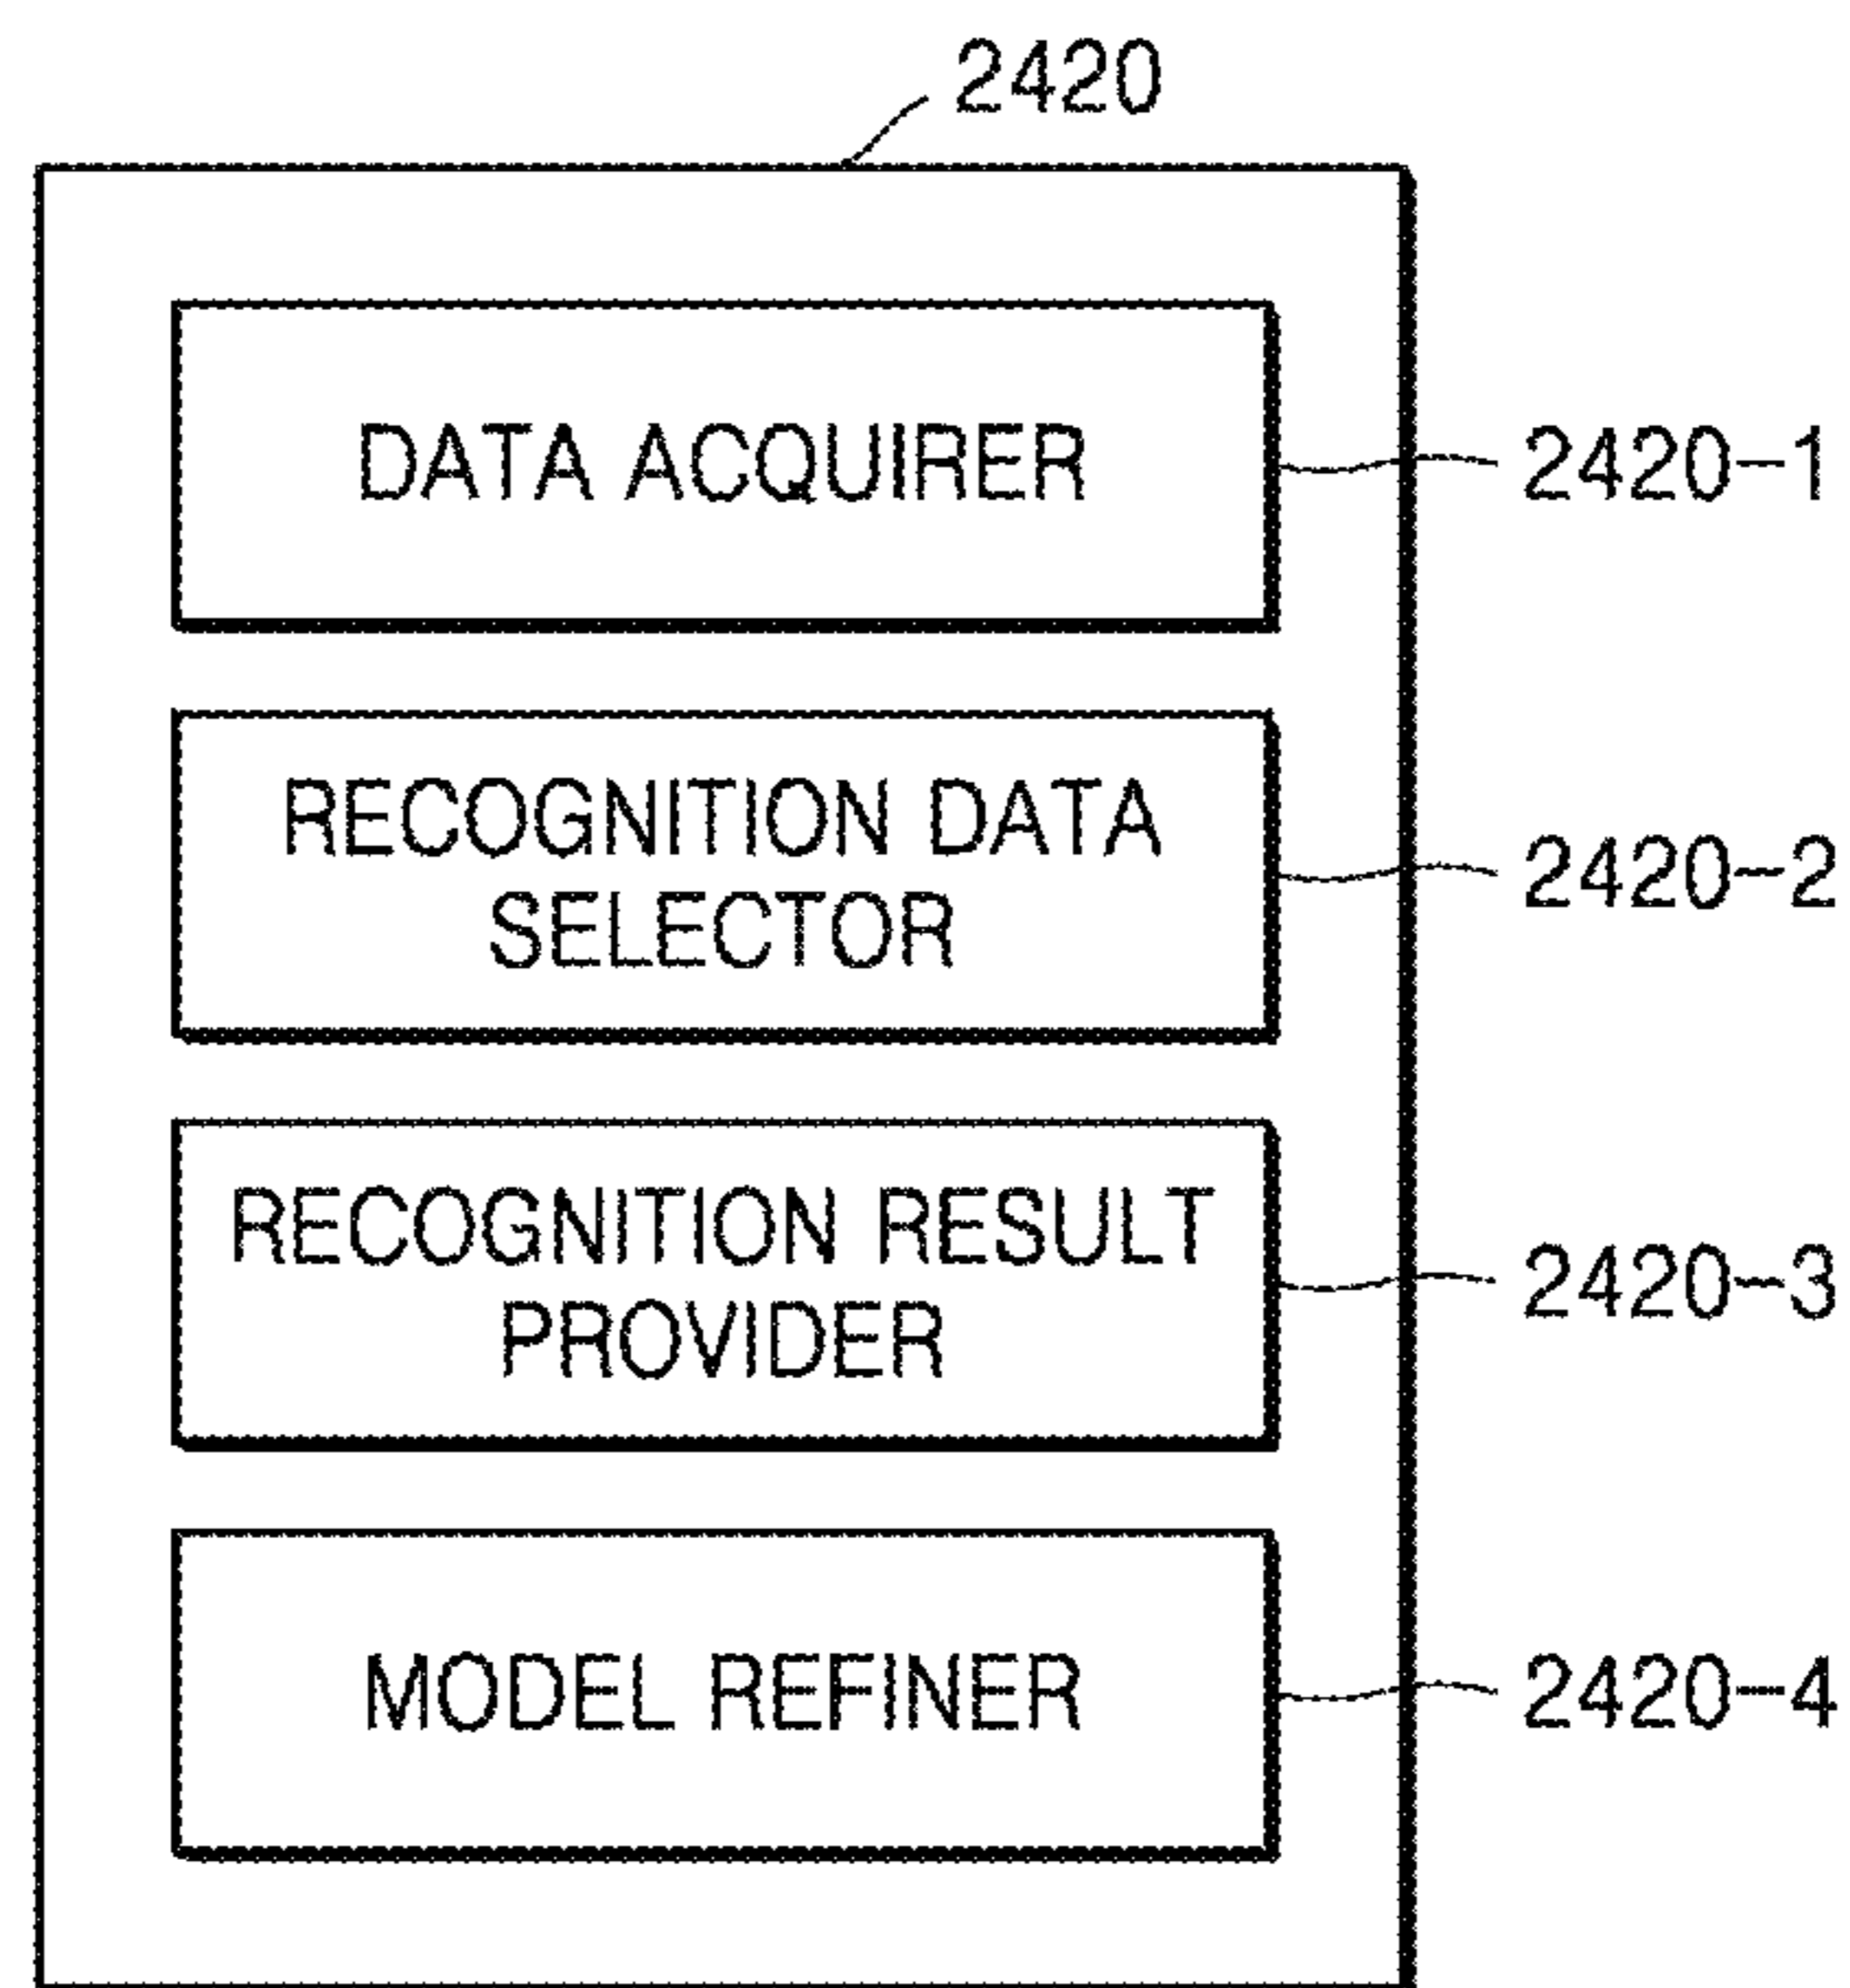 2420
DATA ACQUIRER
2420-1
RECOGNITION DATA
SELECTOR
2420-2
RECOGNITION RESULT
PROVIDER
2420-3
MODEL REFINER
2420-4